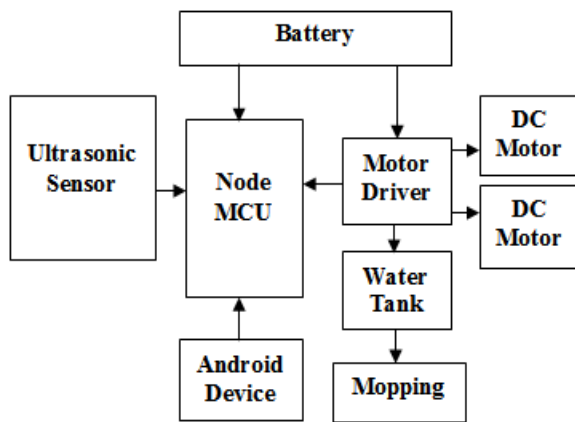 Battery
Ultrasonic
Sensor
Node
MCU
Motor
Driver
DC
Motor
DC
Motor
Water
Tank
Android
Device
Mopping